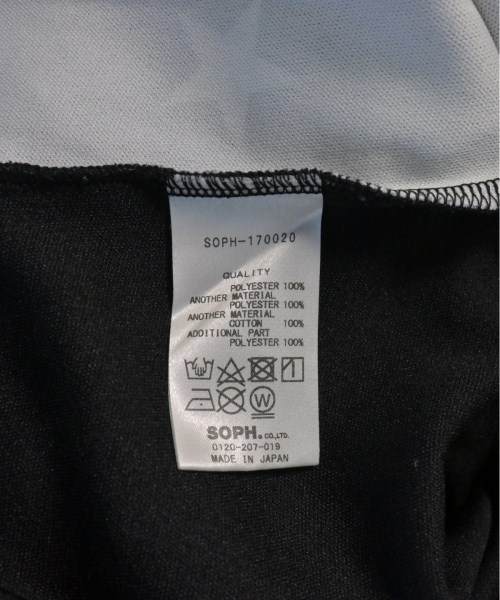 SOPH-170020
QUALITY
POLYESTER 100%
ANOTHER MATERIAL
POLYESTER 100%
ANOTHER MATERIAL
COTTON 100%
ADDITIONAL PART
POLYESTER 100%
W
SOPH.CO.,LTD.
0120-207-019
MADE IN JAPAN